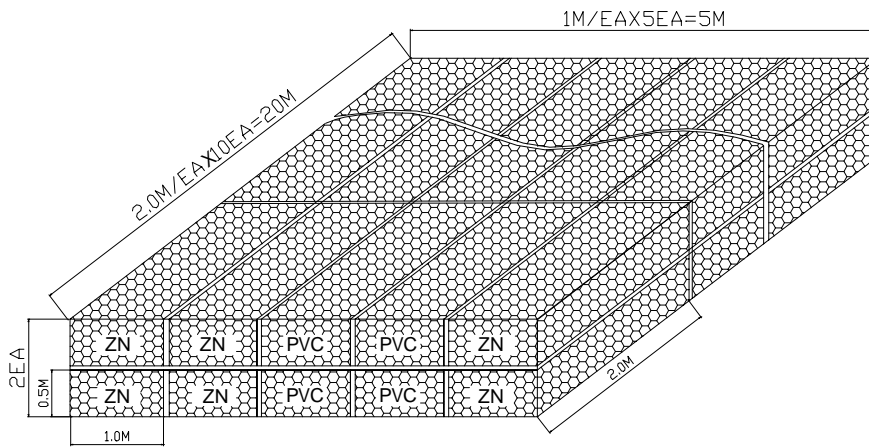 1M/EAX5EA=5M
2.0M/EAX10EA=20M
ZN ZN PVC PVC ZN
2EA
ZN ZN PVC PVC ZN
0.5M
2.0M
1.0M